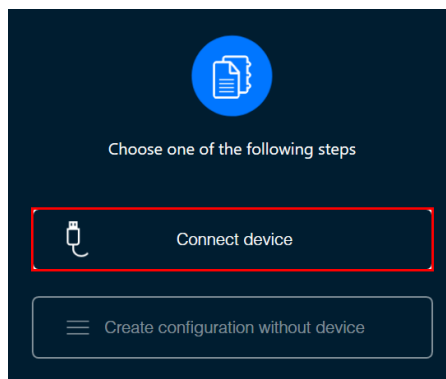 Choose one of the following steps
Connect device
Create configuration without device